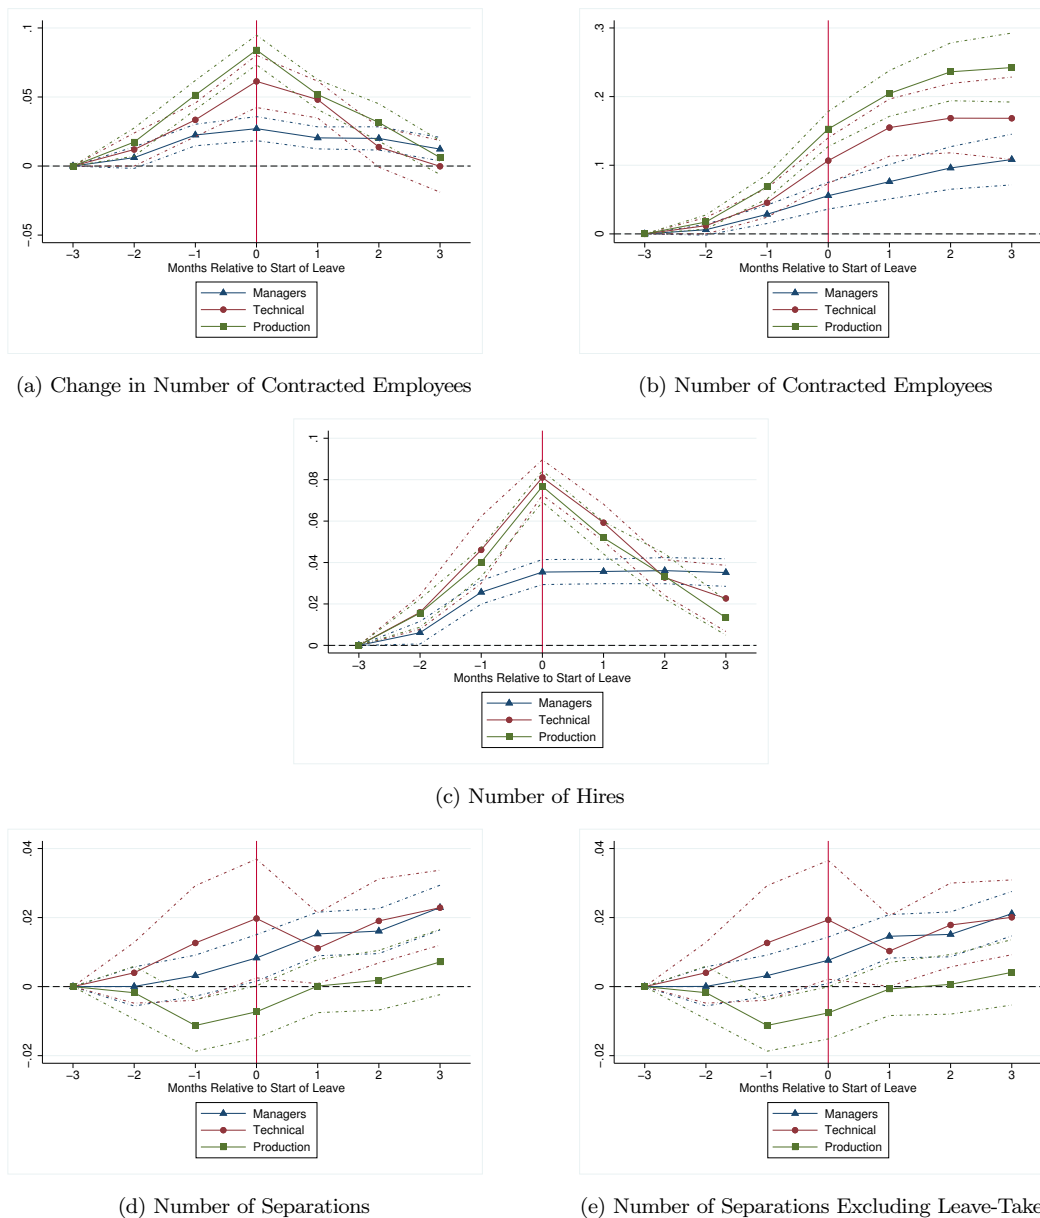 .1
.05
0
-.05
-3 -2 -1 0 1 2 3
Months Relative to Start of Leave
Managers
Technical
Production
(a) Change in Number of Contracted Employees
.3
.2
.1
0
-3 -2 -1 0 1 2 3
Months Relative to Start of Leave
Managers
Technical
Production
(b) Number of Contracted Employees
.1
.08
.06
.04
.02
0
-3 -2 -1 0 1 2 3
Months Relative to Start of Leave
Managers
Technical
Production
(c) Number of Hires
.04
.02
0
-.02
-3 -2 -1 0 1 2 3
Months Relative to Start of Leave
Managers
Technical
Production
(d) Number of Separations
.04
.02
0
-.02
-3 -2 -1 0 1 2 3
Months Relative to Start of Leave
Managers
Technical
Production
(e) Number of Separations Excluding Leave-Take